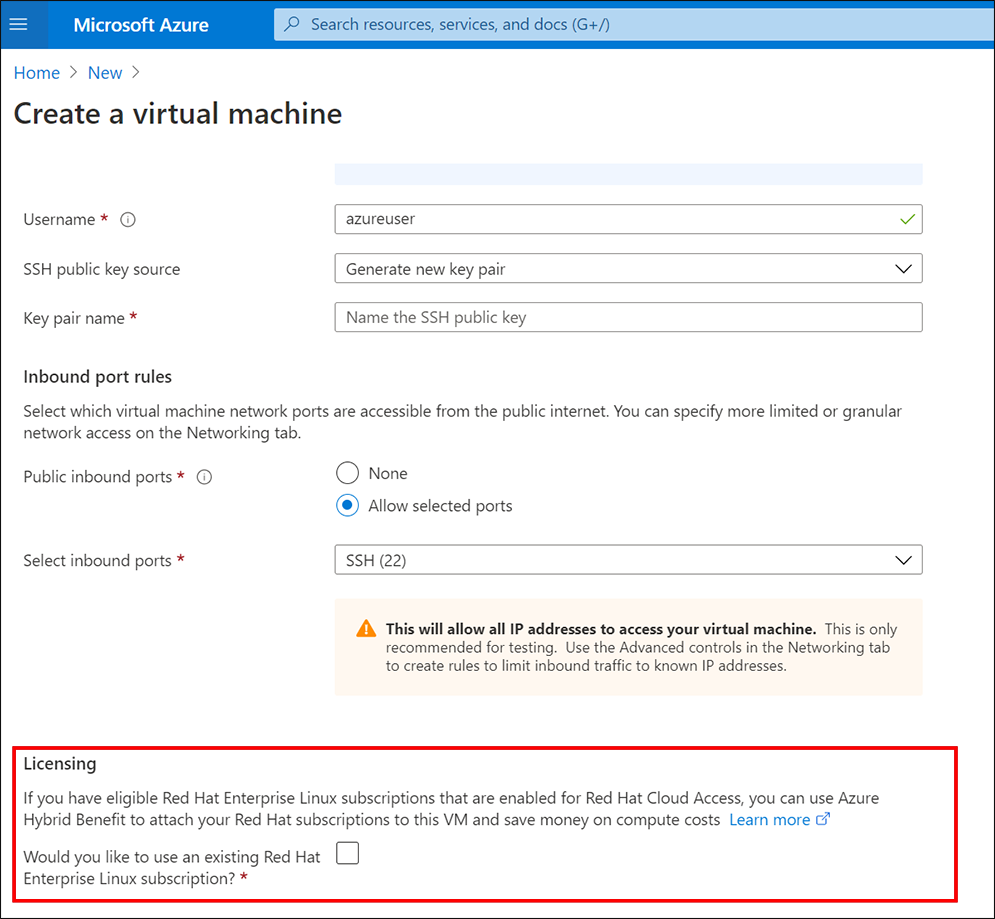 Microsoft Azure
Search resources, services, and docs (G+/)
Home > New >
Create a virtual machine
Username *
azureuser
SSH public key source
Generate new key pair
Key pair name *
Name the SSH public key
Inbound port rules
Select which virtual machine network ports are accessible from the public internet. You can specify more limited or granular
network access on the Networking tab.
Public inbound ports *
None
Allow selected ports
Select inbound ports *
SSH (22)
This will allow all IP addresses to access your virtual machine. This is only
recommended for testing. Use the Advanced controls in the Networking tab
to create rules to limit inbound traffic to known IP addresses.
Licensing
If you have eligible Red Hat Enterprise Linux subscriptions that are enabled for Red Hat Cloud Access, you can use Azure
Hybrid Benefit to attach your Red Hat subscriptions to this VM and save money on compute costs Learn more
Would you like to use an existing Red Hat
Enterprise Linux subscription? *